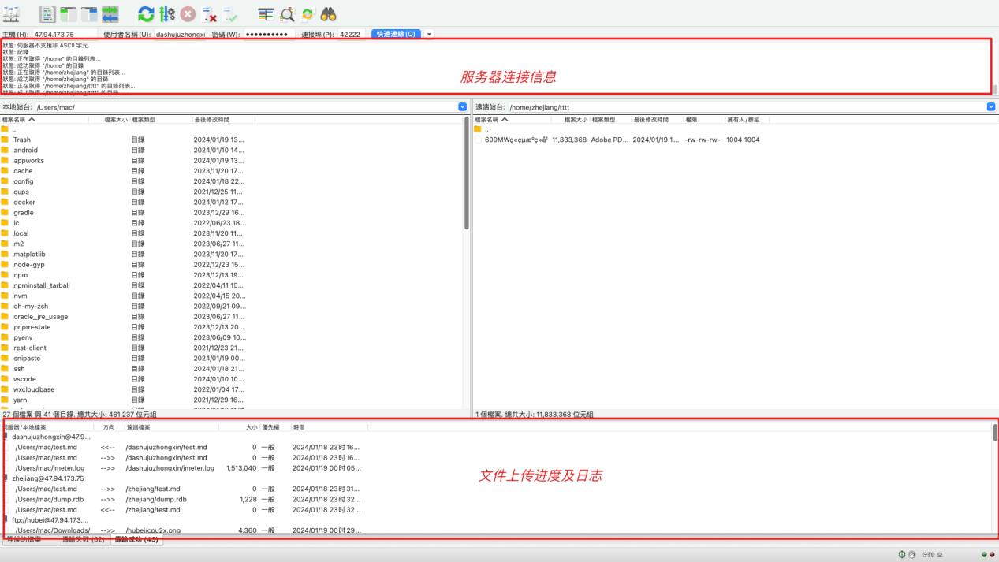 主機(H): 47.94.173.75 使用者名稱(U): dashujuzhongxi 密碼(W): ●●●●●●●●●● 連接埠(P): 42222 快速連線(Q)
狀態: 伺服器不支援非 ASCII 字元.
狀態: 記錄
狀態: 正在取得 "/home" 的目錄列表...
狀態: 成功取得 "/home" 的目錄
狀態: 正在取得 "/home/zhejiang" 的目錄列表...
狀態: 成功取得 "/home/zhejiang" 的目錄
狀態: 正在取得 "/home/zhejiang/tttt" 的目錄列表...
狀態: 成功取得 "/home/zhejiang/tttt" 的目錄
服务器连接信息
本地站台: /Users/mac/
檔案名稱 檔案大小 檔案類型 最後修改時間
..
.Trash 目錄 2024/01/19 13...
.android 目錄 2024/01/10 14...
.appworks 目錄 2024/01/19 13...
.cache 目錄 2023/11/20 17...
.config 目錄 2024/01/18 22...
.cups 目錄 2021/12/25 11...
.docker 目錄 2024/01/12 17...
.gradle 目錄 2023/12/29 16...
.lc 目錄 2022/06/23 18...
.local 目錄 2023/11/20 11...
.m2 目錄 2023/06/27 11...
.matplotlib 目錄 2023/11/20 17...
.node-gyp 目錄 2022/12/23 15...
.npm 目錄 2023/12/13 19...
.npminstall_tarball 目錄 2022/04/11 15...
.nvm 目錄 2022/04/15 20...
.oh-my-zsh 目錄 2022/09/21 09...
.oracle_jre_usage 目錄 2023/06/27 11...
.pnpm-state 目錄 2023/12/13 20...
.pyenv 目錄 2023/06/09 10...
.rest-client 目錄 2021/12/23 21...
.snipaste 目錄 2024/01/19 00...
.ssh 目錄 2024/01/18 21...
.vscode 目錄 2024/01/10 10...
.wxcloudbase 目錄 2022/01/04 17...
.yarn 目錄 2021/12/29 16...
27 個檔案 與 41 個目錄. 總共大小: 461,237 位元組
遠端站台: /home/zhejiang/tttt
檔案名稱 檔案大小 檔案類型 最後修改時間 權限 擁有人/群組
..
11,833,368 Adobe PD... 2024/01/19 1... -rw-rw-rw- 1004 1004
1 個檔案. 總共大小: 11,833,368 位元組
伺服器/本地檔案 方向 遠端檔案 大小 優先權 時間
dashujuzhongxin@47.9...
/Users/mac/test.md <<-- /dashujuzhongxin/test.md 0 一般 2024/01/18 23时16...
/Users/mac/test.md -->> /dashujuzhongxin/test.md 0 一般 2024/01/18 23时16...
/Users/mac/jmeter.log -->> /dashujuzhongxin/jmeter.log 1,513,040 一般 2024/01/19 00时05...
zhejiang@47.94.173.75
/Users/mac/test.md -->> /zhejiang/test.md 0 一般 2024/01/18 23时31...
/Users/mac/dump.rdb -->> /zhejiang/dump.rdb 1,228 一般 2024/01/18 23时32...
/Users/mac/test.md <<-- /zhejiang/test.md 0 一般 2024/01/18 23时32...
ftp://hubei@47.94.173....
/Users/mac/Downloads/ -->> /hubei/cpu2x.png 4,360 一般 2024/01/19 00时29...
文件上传进度及日志
等候的檔案 傳輸失敗 (32) 傳輸成功 (43)
佇列: 空